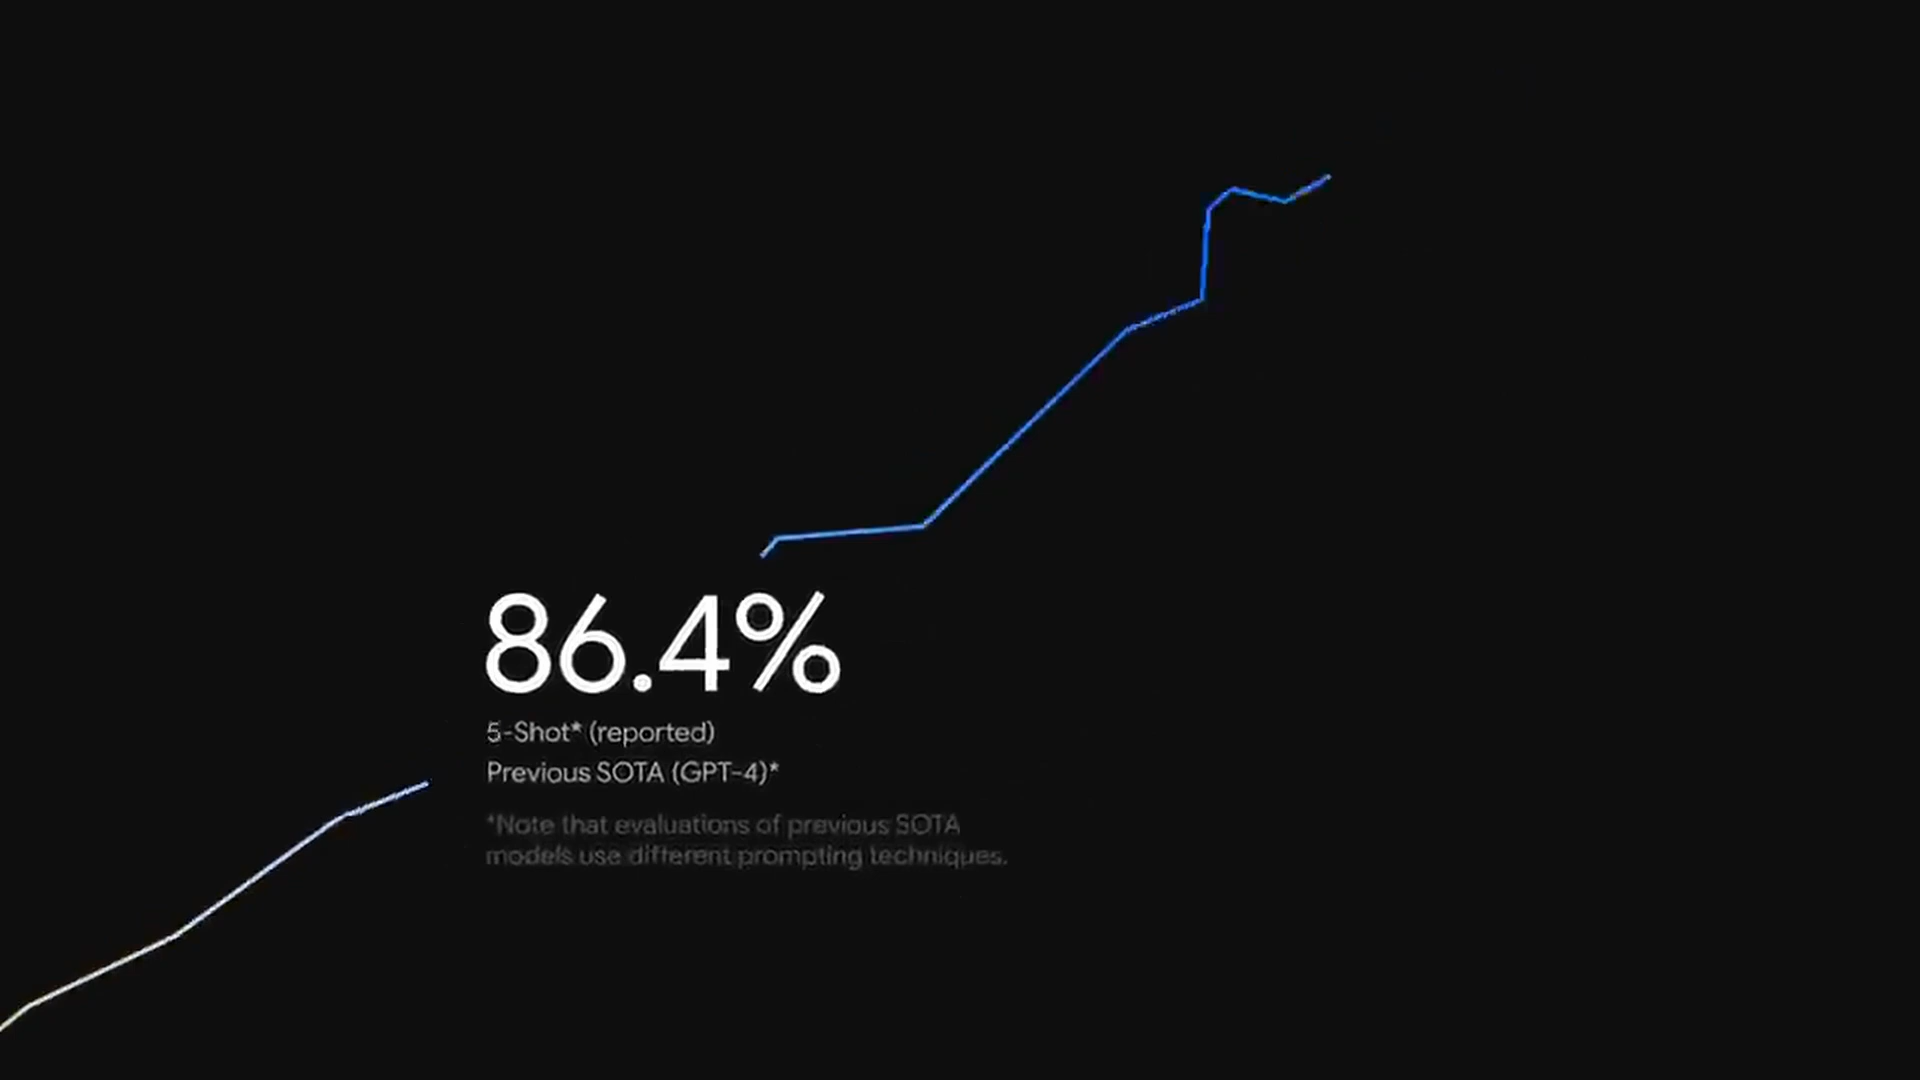 86.4%
5-Shot* (reported)
Previous SOTA (GPT-4)*
*Note that evaluations of previous SOTA
models use different prompting techniques.